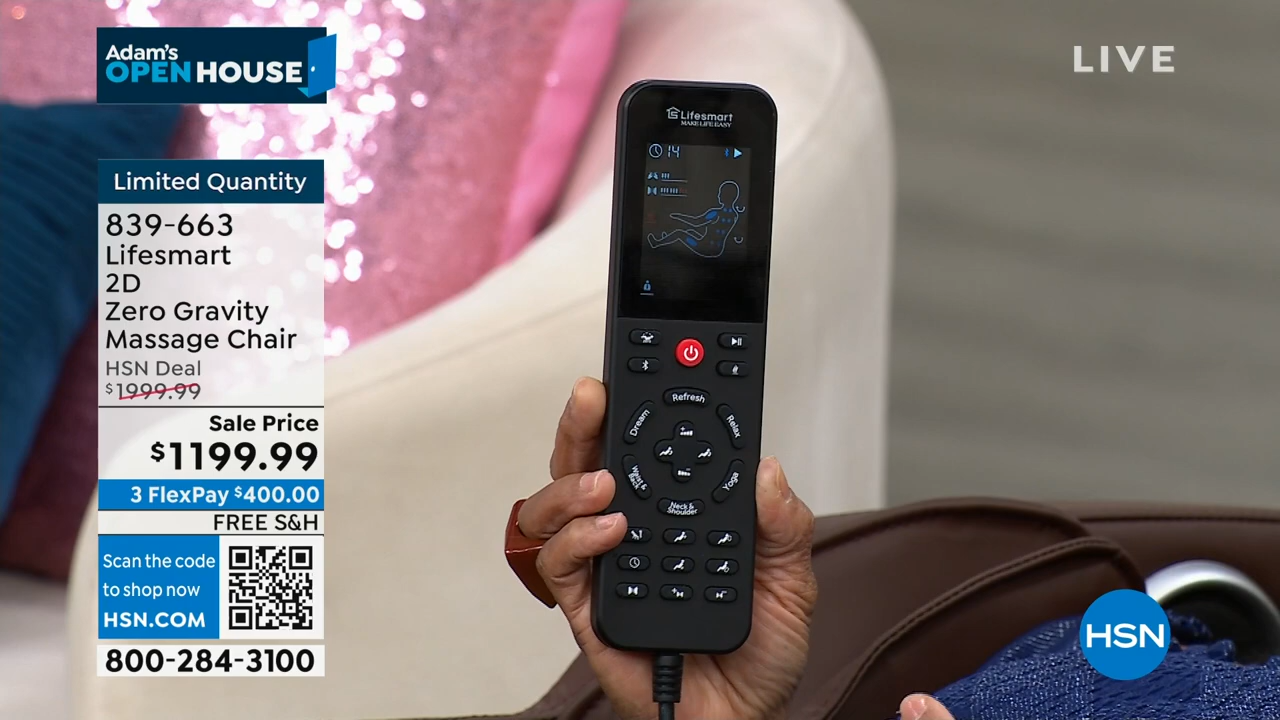 Adam's
OPEN HOUSE
LIVE
Limited Quantity
839-663
Lifesmart
2D
Zero Gravity
Massage Chair
HSN Deal
$1999.99
Sale Price
$1199.99
3 FlexPay $400.00
FREE S&H
Scan the code
to shop now
HSN.COM
800-284-3100
Lifesmart
MAKE LIFE EASY
14
Refresh
Dream
Relax
Waist &
Back
Yoga
Neck &
Shoulder
HSN